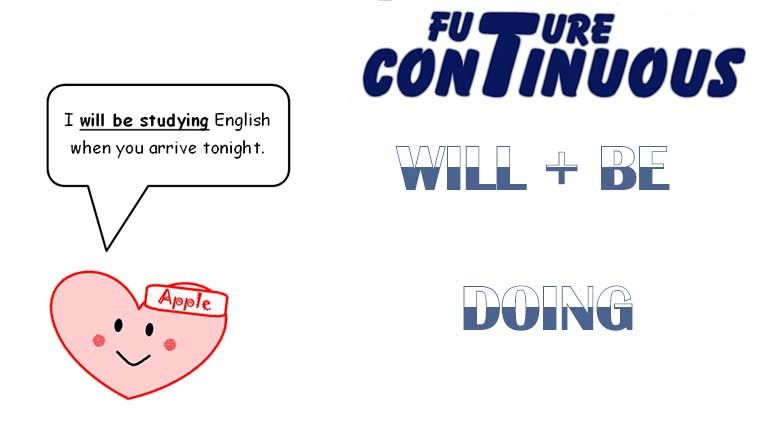 FUTURE
CONTINUOUS
I will be studying English
when you arrive tonight.
WILL + BE
DOING
Apple